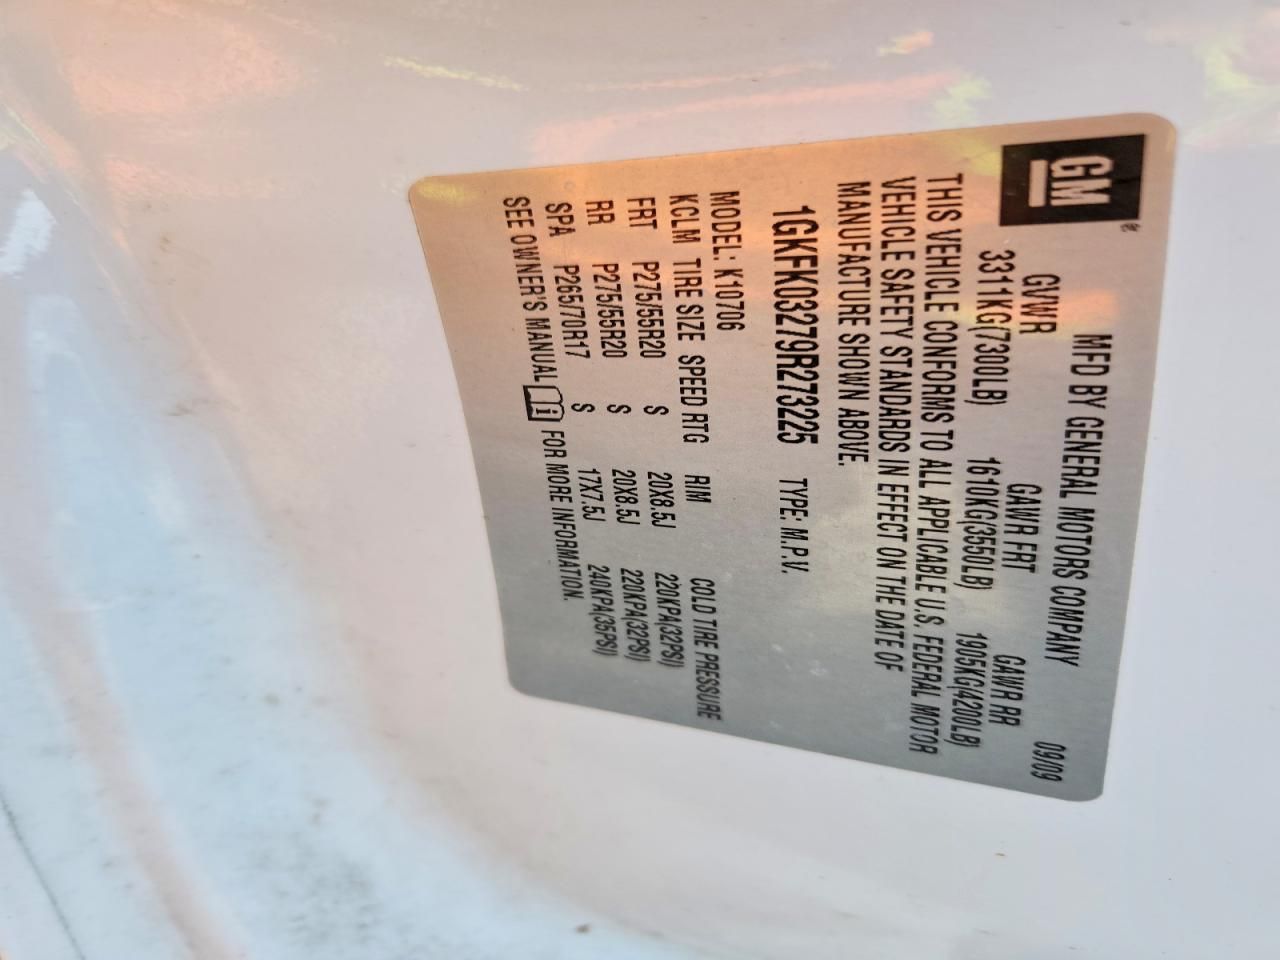 GM
MFD BY GENERAL MOTORS COMPANY 09/09
GVWR GAWR FRT GAWR RR
3311KG(7300LB) 1610KG(3550LB) 1905KG(4200LB)
THIS VEHICLE CONFORMS TO ALL APPLICABLE U.S. FEDERAL MOTOR
VEHICLE SAFETY STANDARDS IN EFFECT ON THE DATE OF
MANUFACTURE SHOWN ABOVE.
1GKFK03279R273225 TYPE: M.P.V.
MODEL: K10706
KCLM TIRE SIZE SPEED RTG RIM COLD TIRE PRESSURE
FRT P275/55R20 S 20X8.5J 220KPA(32PSI)
RR P275/55R20 S 20X8.5J 220KPA(32PSI)
SPA P265/70R17 S 17X7.5J 240KPA(35PSI)
SEE OWNER'S MANUAL i FOR MORE INFORMATION.